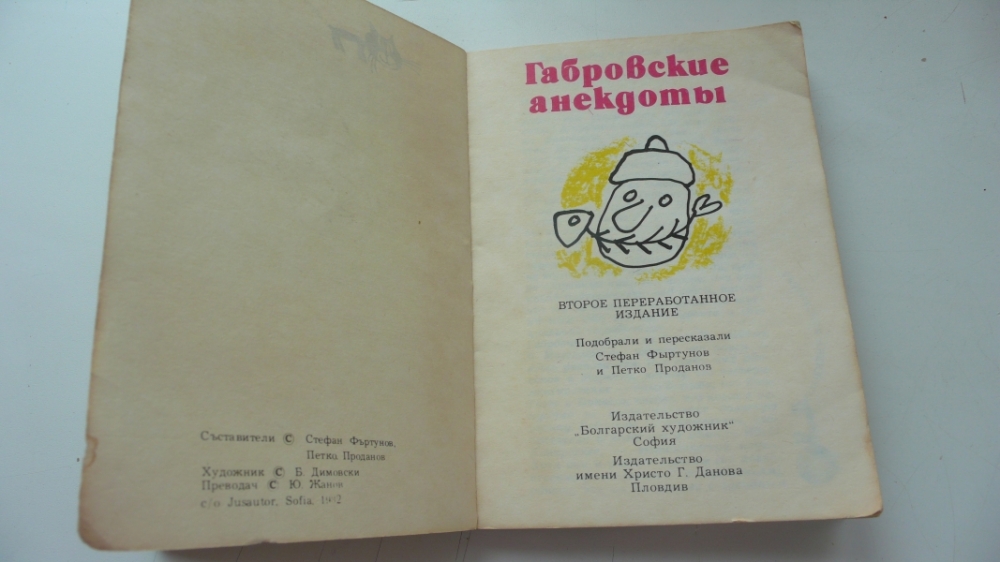 Съставители © Стефан Фъртунов,
Петко Проданов
Художник © Б. Димовски
Преводач © Ю. Жанов
c/o Jusautor, Sofia.
Габровские
анекдоты
ВТОРОЕ ПЕРЕРАБОТАННОЕ
ИЗДАНИЕ
Подобрали и пересказали
Стефан Фыртунов
и Петко Проданов
Издательство
„Болгарский художник“
София
Издательство
имени Христо Г. Данова
Пловдив